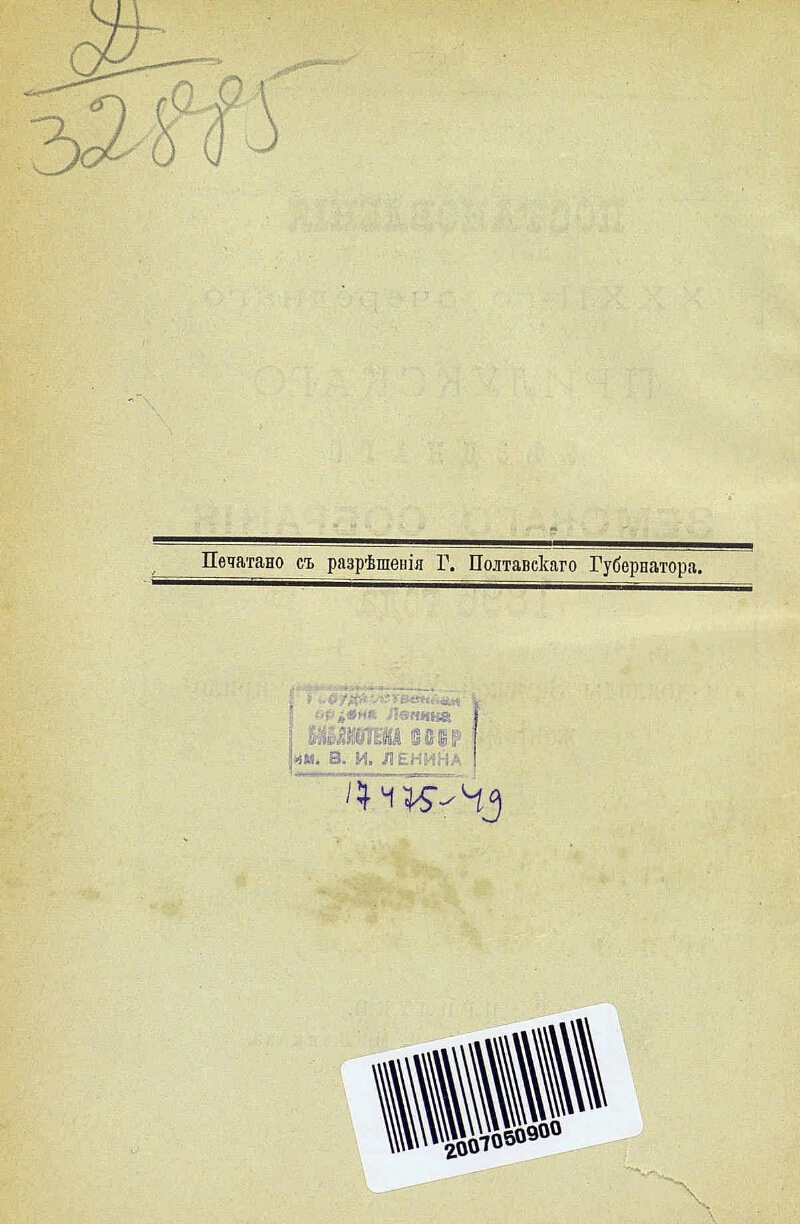 Д
32885
Печатано съ разрѣшенія Г. Полтавскаго Губернатора.
Государственная
ордена Ленина
БИБЛИОТЕКА СССР
им. В. И. ЛЕНИНА
17475-49
2007050900